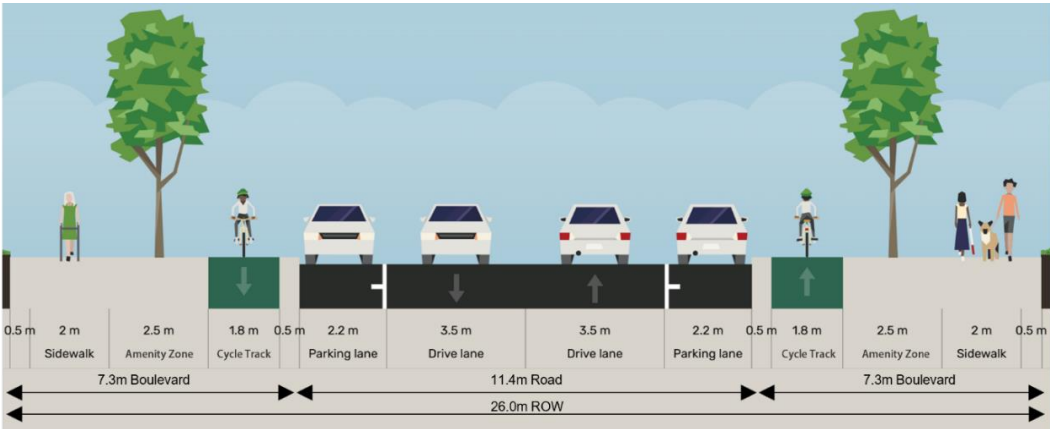 0.5 m 2 m 2.5 m 1.8 m 0.5 m 2.2 m 3.5 m 3.5 m 2.2 m 0.5 m 1.8 m 2.5 m 2 m 0.5 m
Sidewalk Amenity Zone Cycle Track Parking lane Drive lane Drive lane Parking lane Cycle Track Amenity Zone Sidewalk
7.3m Boulevard 11.4m Road 7.3m Boulevard
26.0m ROW